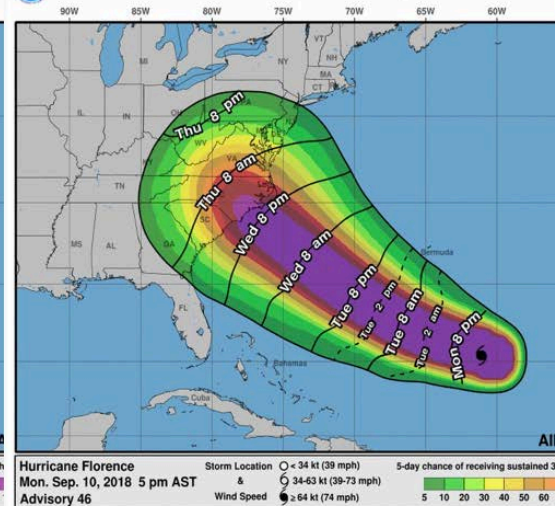 90W 85W 80W 75W 70W 65W 60W
VT
NH
MI
NY
MA
CT
IL
IN
WV
VA
TN
SC
MS
AL
GA
FL
Thu 8 pm
Thu 8 am
Wed 8 pm
Wed 8 am
Tue 8 pm
Tue 2 pm
Tue 8 am
Tue 2 am
Mon 8 pm
Bermuda
Bahamas
Cuba
All
Hurricane Florence
Mon. Sep. 10, 2018 5 pm AST
Advisory 46
Storm Location
&
Wind Speed
< 34 kt (39 mph)
34-63 kt (39-73 mph)
≥ 64 kt (74 mph)
5-day chance of receiving sustained 3
5 10 20 30 40 50 60